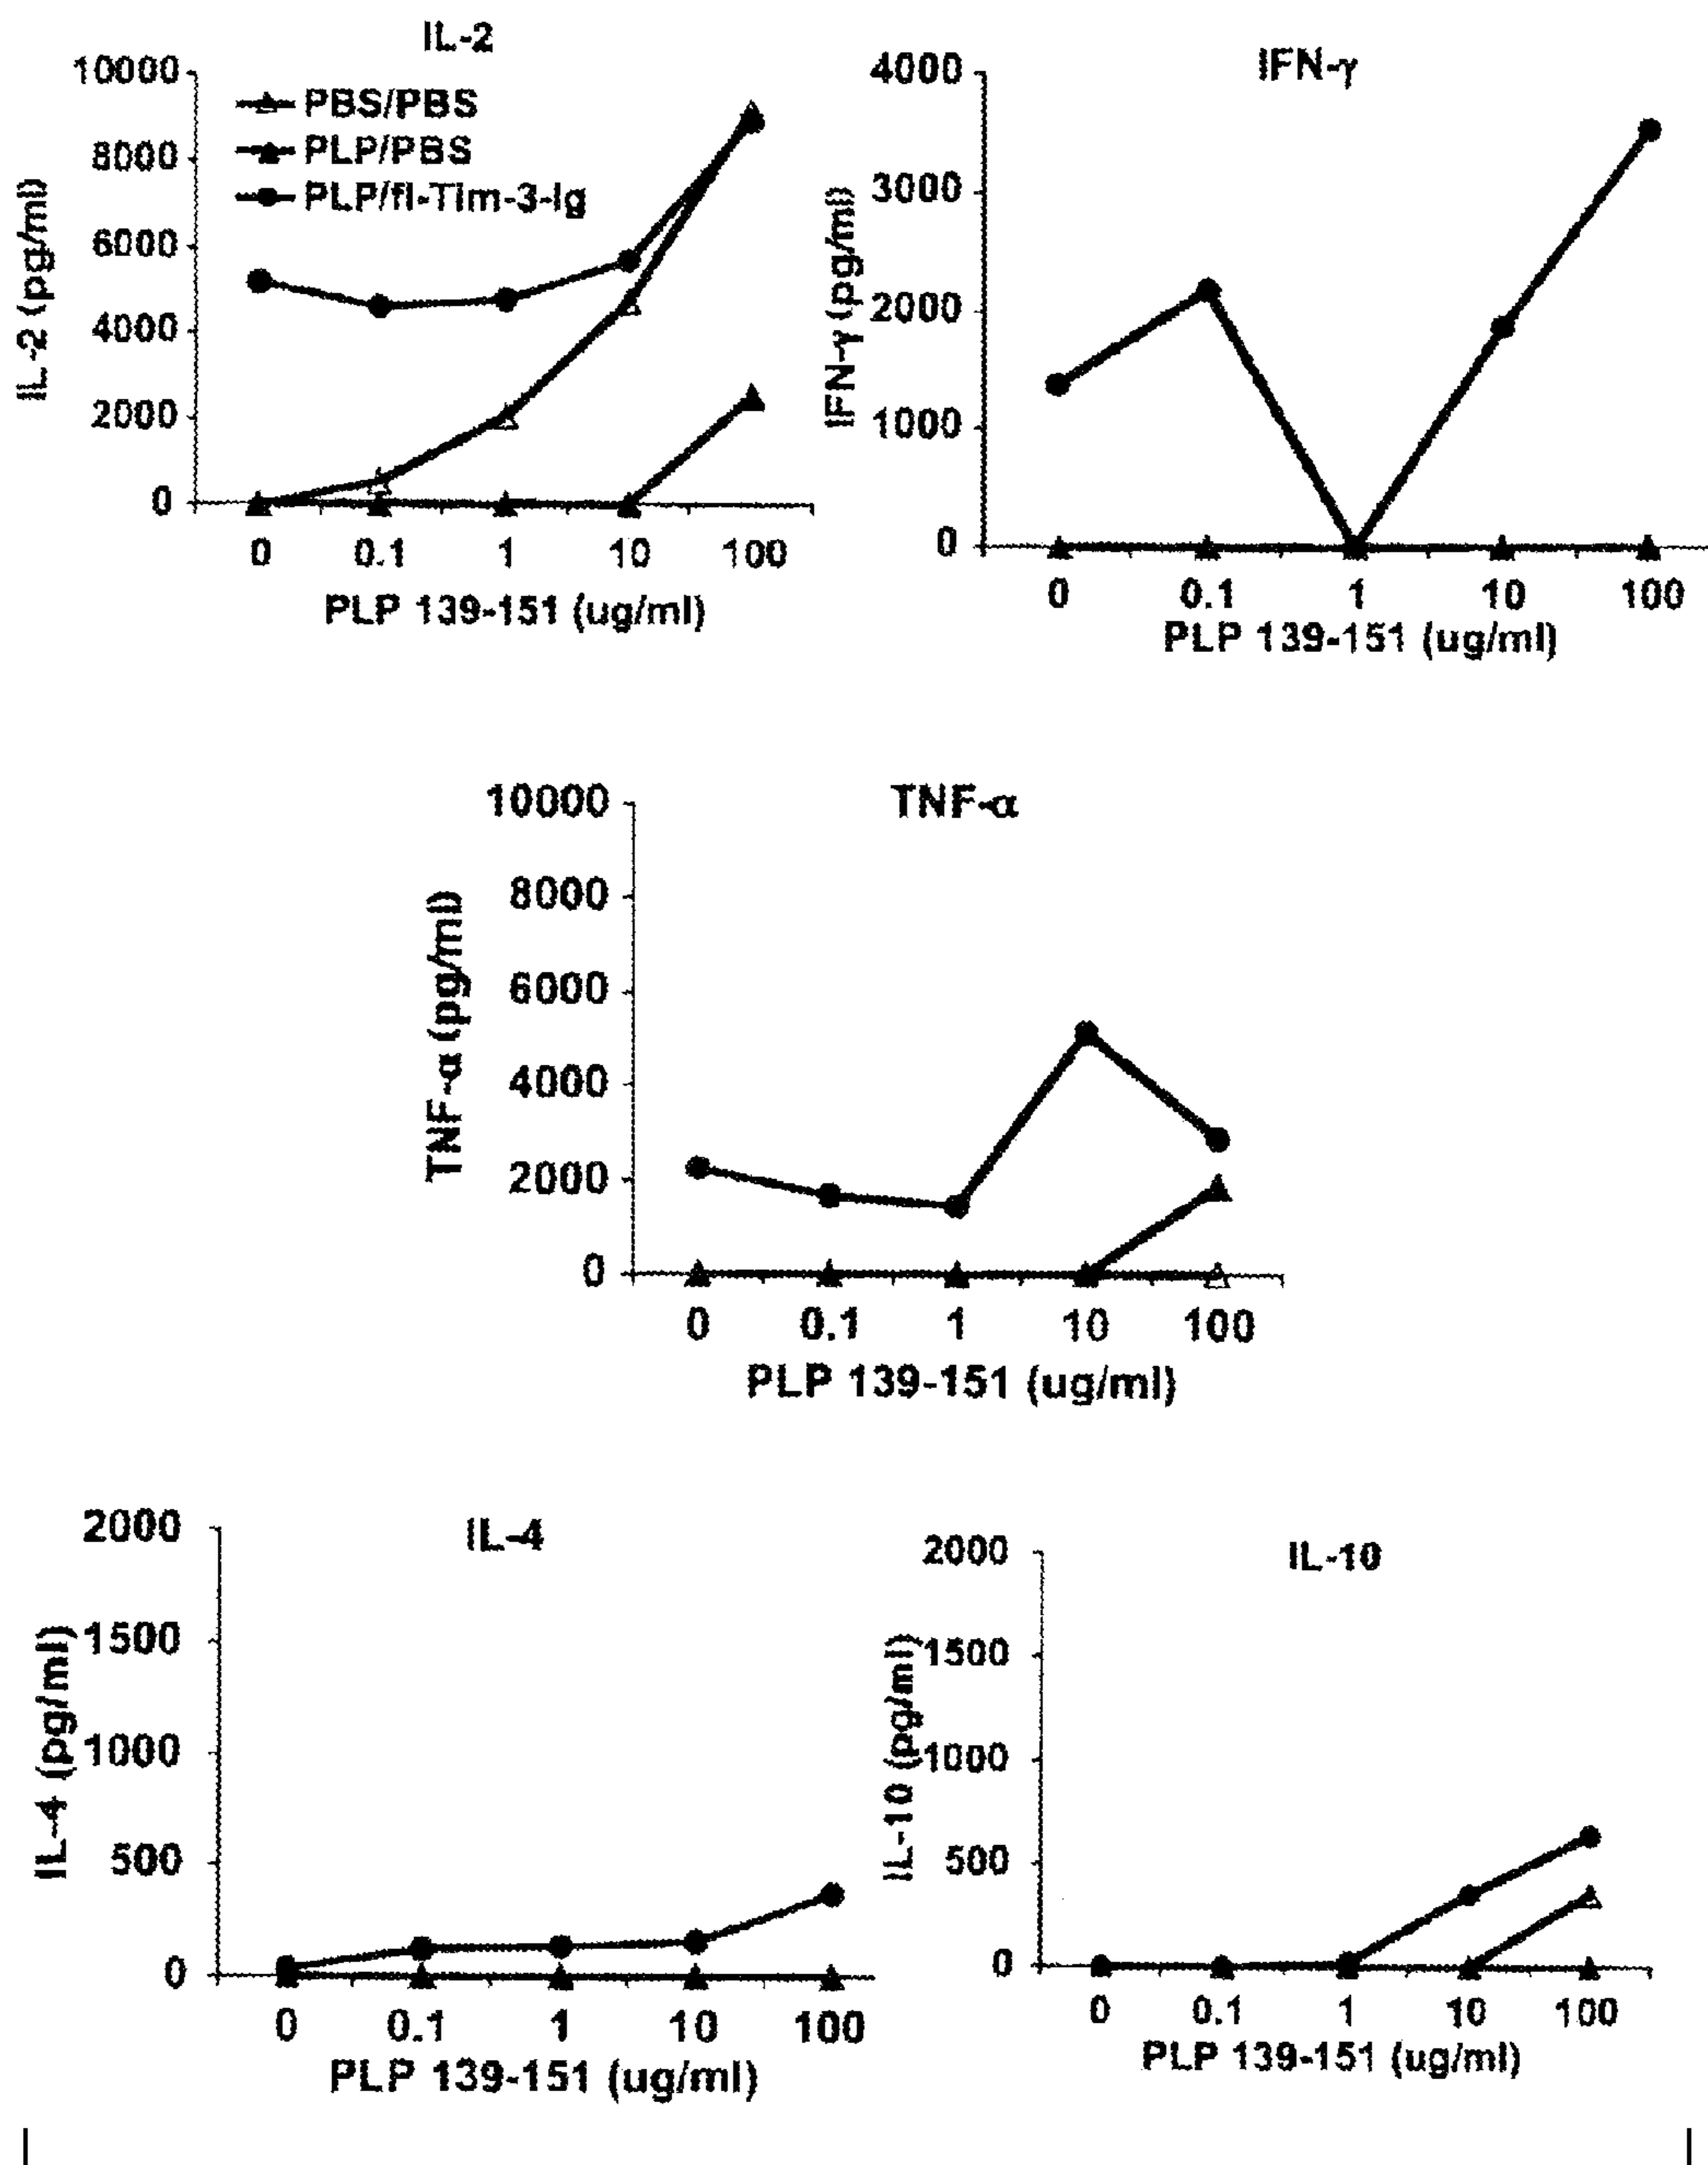 IL-2
10000
8000
6000
4000
2000
0
IL-2 (pg/ml)
PBS/PBS
PLP/PBS
PLP/fl-Tim-3-Ig
0 0.1 1 10 100
PLP 139-151 (ug/ml)
IFN-γ
4000
3000
2000
1000
0
IFN-γ (pg/ml)
0 0.1 1 10 100
PLP 139-151 (ug/ml)
TNF-α
10000
8000
6000
4000
2000
0
TNF-α (pg/ml)
0 0.1 1 10 100
PLP 139-151 (ug/ml)
IL-4
2000
1500
1000
500
0
IL-4 (pg/ml)
0 0.1 1 10 100
PLP 139-151 (ug/ml)
IL-10
2000
1500
1000
500
0
IL-10 (pg/ml)
0 0.1 1 10 100
PLP 139-151 (ug/ml)